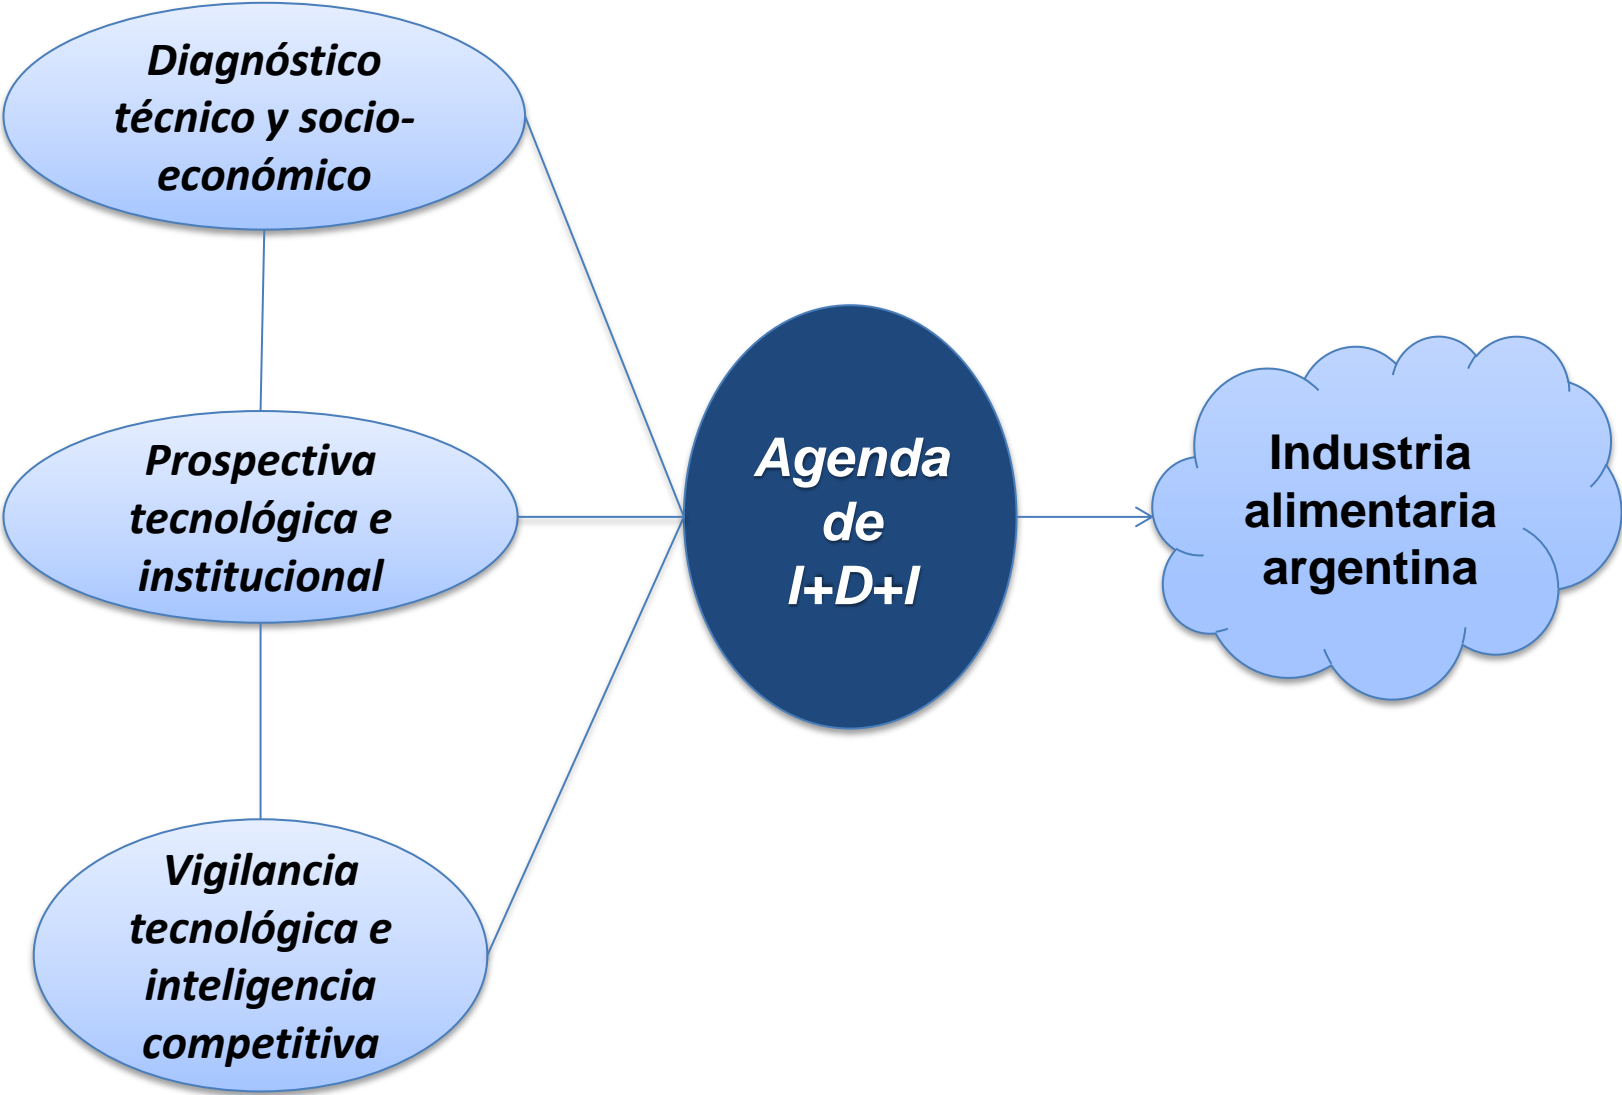 Diagnóstico
técnico y socio-
económico
Prospectiva
tecnológica e
institucional
Vigilancia
tecnológica e
inteligencia
competitiva
Agenda
de
I+D+I
Industria
alimentaria
argentina